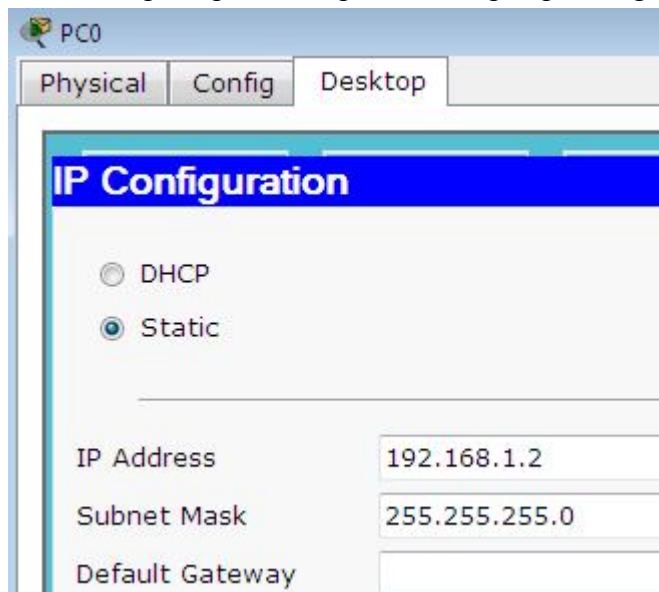 PC0
Physical Config Desktop
IP Configuration
DHCP
Static
IP Address 192.168.1.2
Subnet Mask 255.255.255.0
Default Gateway